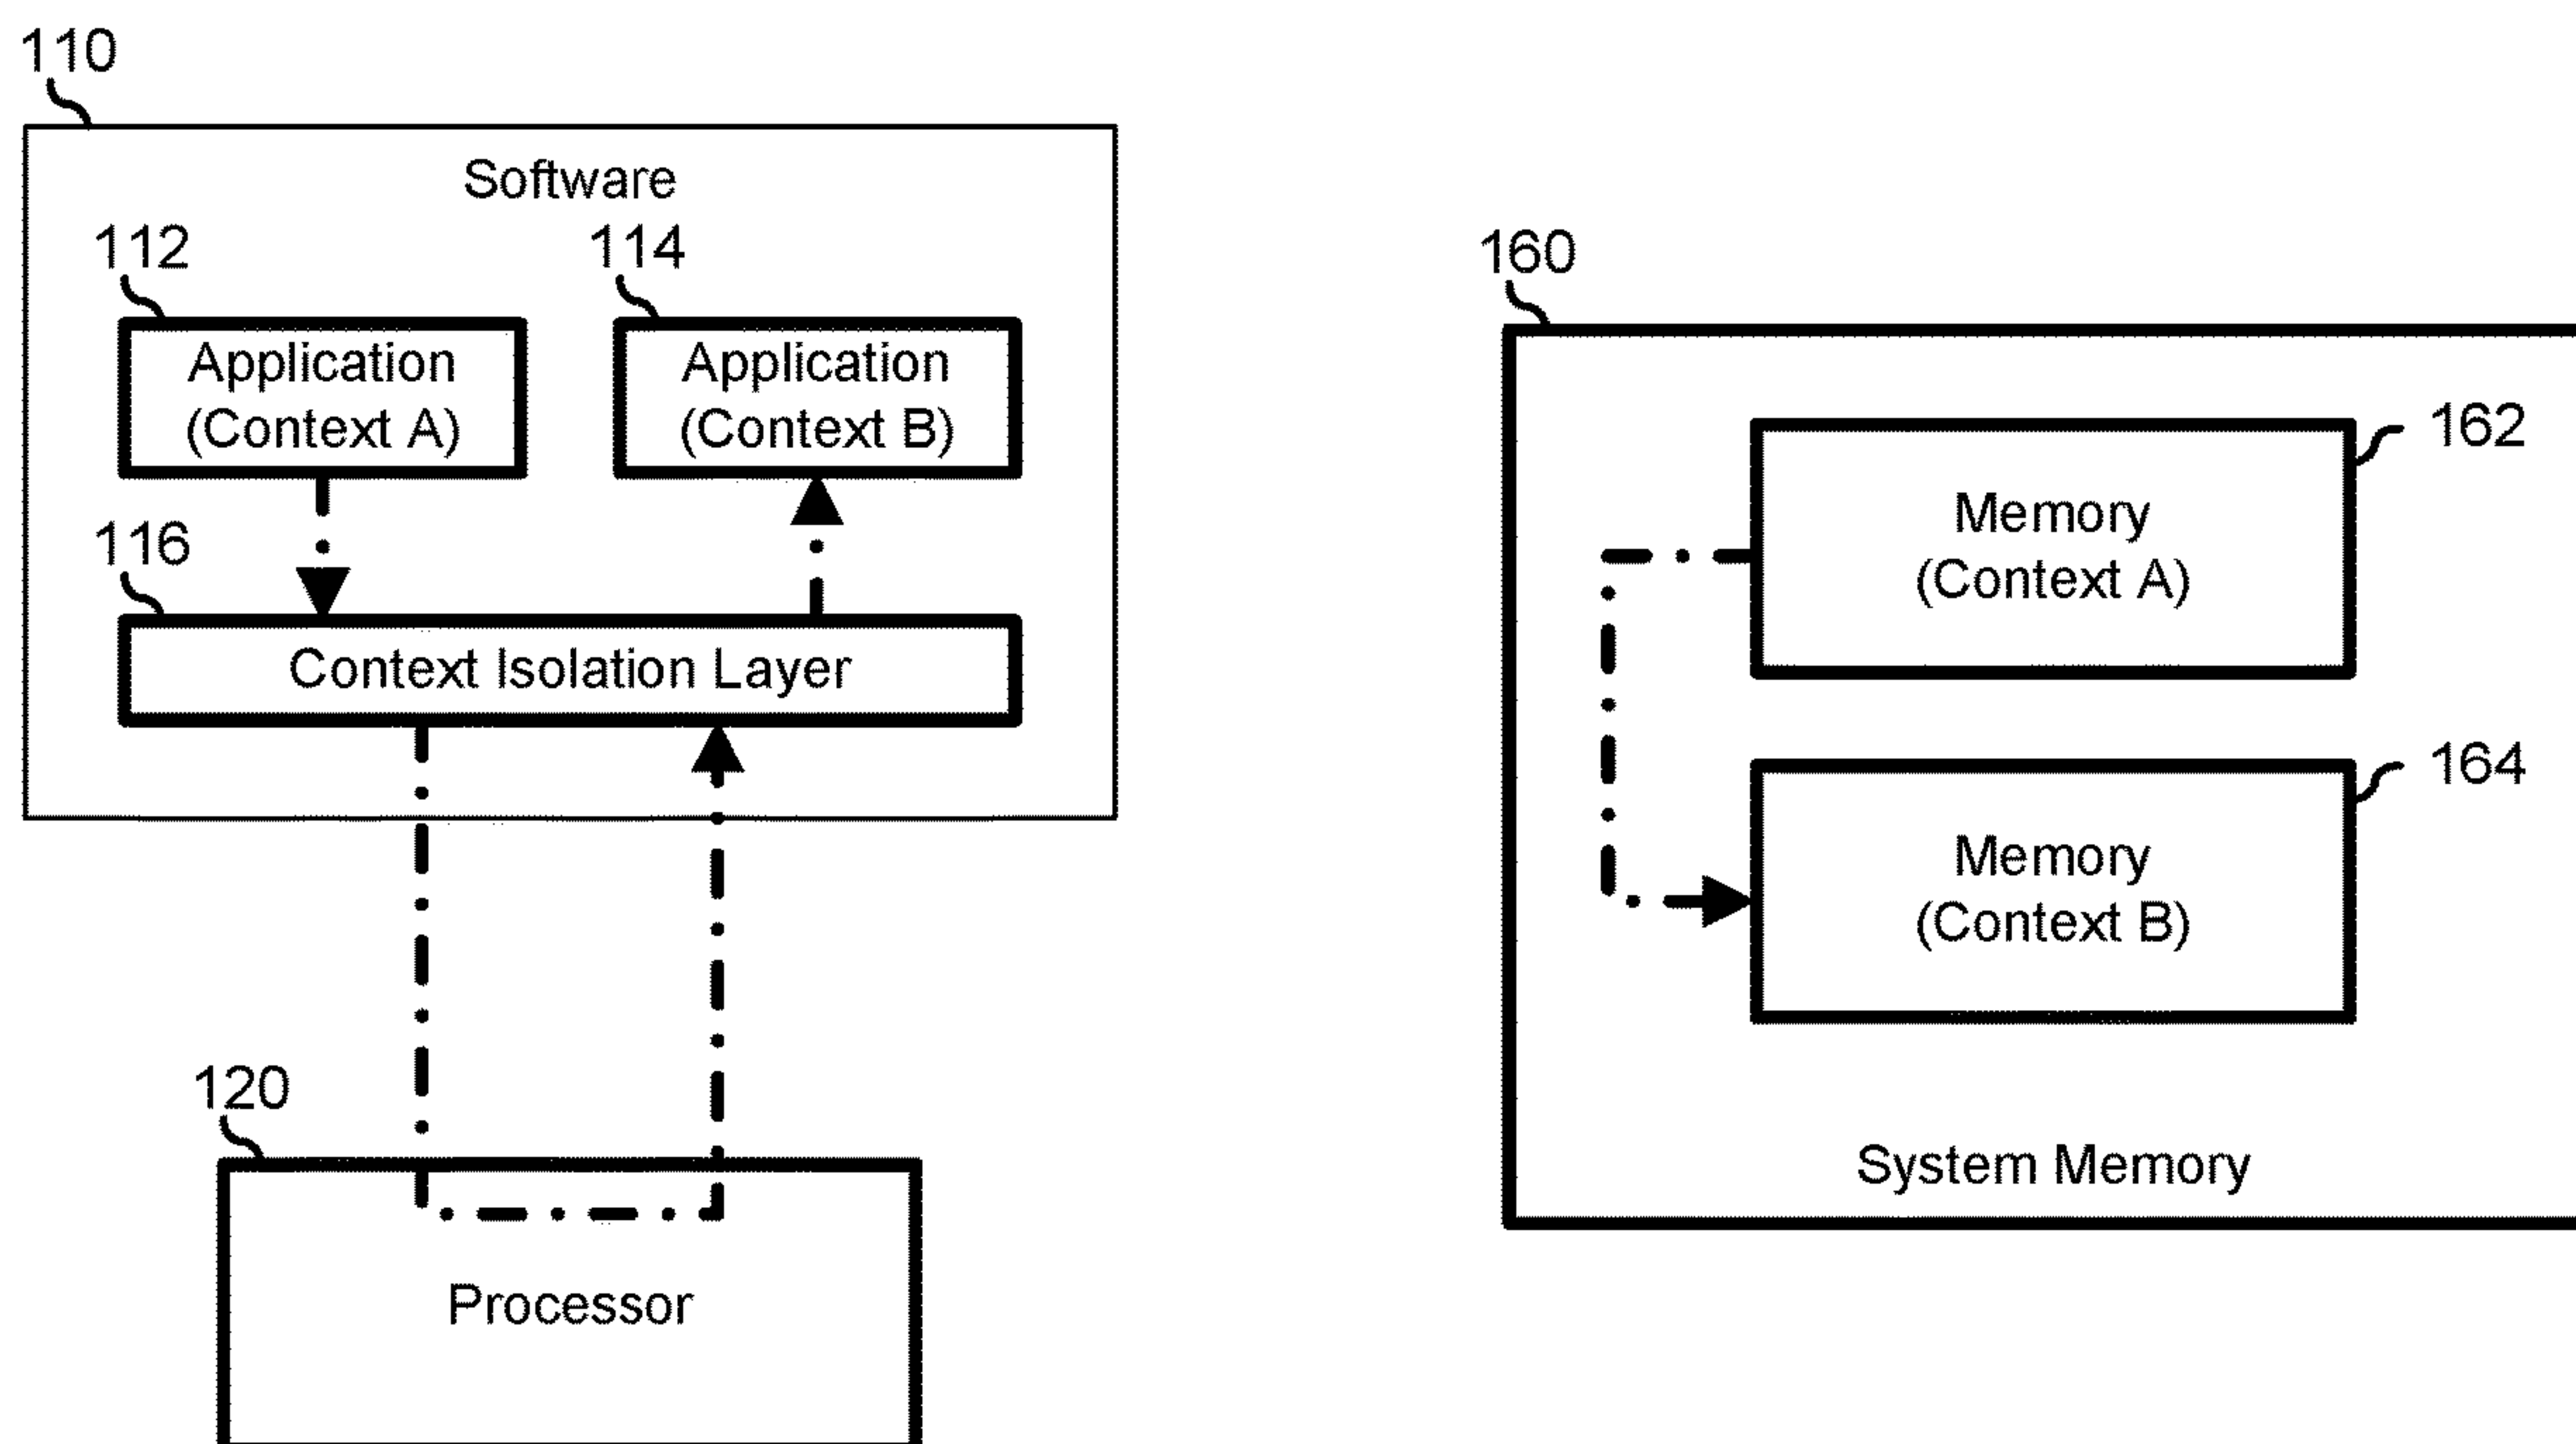 110
Software
112
114
Application
(Context A)
Application
(Context B)
116
Context Isolation Layer
120
Processor
160
162
Memory
(Context A)
164
Memory
(Context B)
System Memory